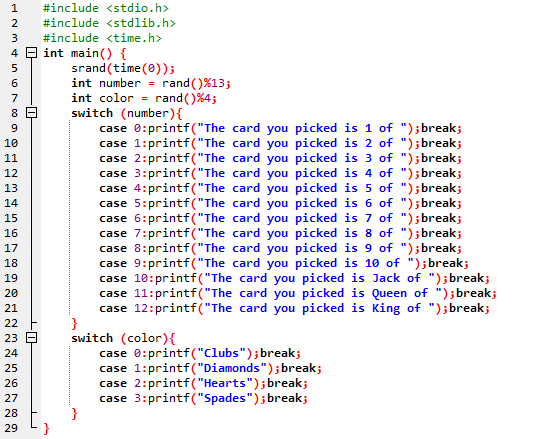 1 #include <stdio.h>
2 #include <stdlib.h>
3 #include <time.h>
4 int main() {
5     srand(time(0));
6     int number = rand()%13;
7     int color = rand()%4;
8     switch (number){
9         case 0:printf("The card you picked is 1 of ");break;
10         case 1:printf("The card you picked is 2 of ");break;
11         case 2:printf("The card you picked is 3 of ");break;
12         case 3:printf("The card you picked is 4 of ");break;
13         case 4:printf("The card you picked is 5 of ");break;
14         case 5:printf("The card you picked is 6 of ");break;
15         case 6:printf("The card you picked is 7 of ");break;
16         case 7:printf("The card you picked is 8 of ");break;
17         case 8:printf("The card you picked is 9 of ");break;
18         case 9:printf("The card you picked is 10 of ");break;
19         case 10:printf("The card you picked is Jack of ");break;
20         case 11:printf("The card you picked is Queen of ");break;
21         case 12:printf("The card you picked is King of ");break;
22     }
23     switch (color){
24         case 0:printf("Clubs");break;
25         case 1:printf("Diamonds");break;
26         case 2:printf("Hearts");break;
27         case 3:printf("Spades");break;
28     }
29 }